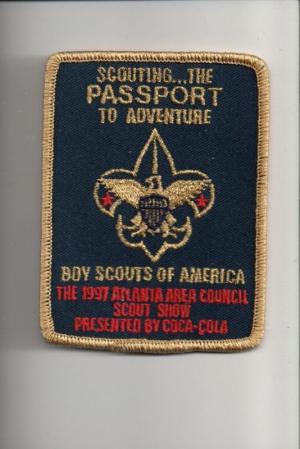 SCOUTING...THE
PASSPORT
TO ADVENTURE
BOY SCOUTS OF AMERICA
THE 1997 ATLANTA AREA COUNCIL
SCOUT SHOW
PRESENTED BY COCA-COLA